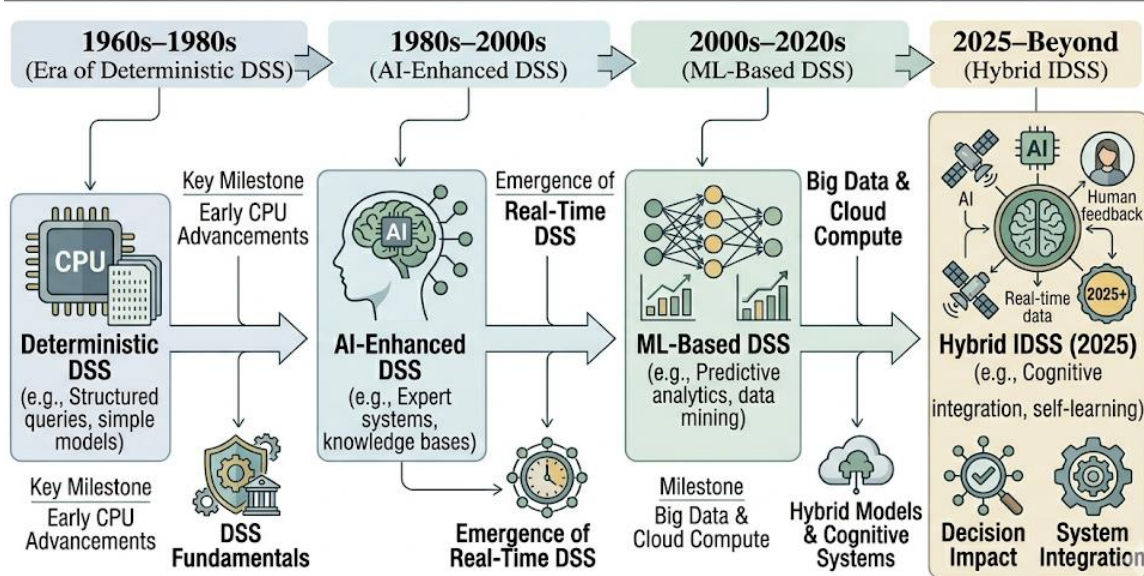 1960s–1980s
(Era of Deterministic DSS)
1980s–2000s
(AI-Enhanced DSS)
2000s–2020s
(ML-Based DSS)
2025–Beyond
(Hybrid IDSS)
CPU
Deterministic
DSS
(e.g., Structured
queries, simple
models)
Key Milestone
Early CPU
Advancements
Key Milestone
Early CPU
Advancements
DSS
Fundamentals
AI
AI-Enhanced
DSS
(e.g., Expert
systems,
knowledge bases)
Emergence of
Real-Time
DSS
Emergence of
Real-Time DSS
ML-Based DSS
(e.g., Predictive
analytics, data
mining)
Milestone
Big Data &
Cloud Compute
Big Data &
Cloud
Compute
Hybrid Models
& Cognitive
Systems
AI
AI
Human
feedback
Real-time
data
2025+
Hybrid IDSS (2025)
(e.g., Cognitive
integration, self-learning)
Decision
Impact
System
Integration